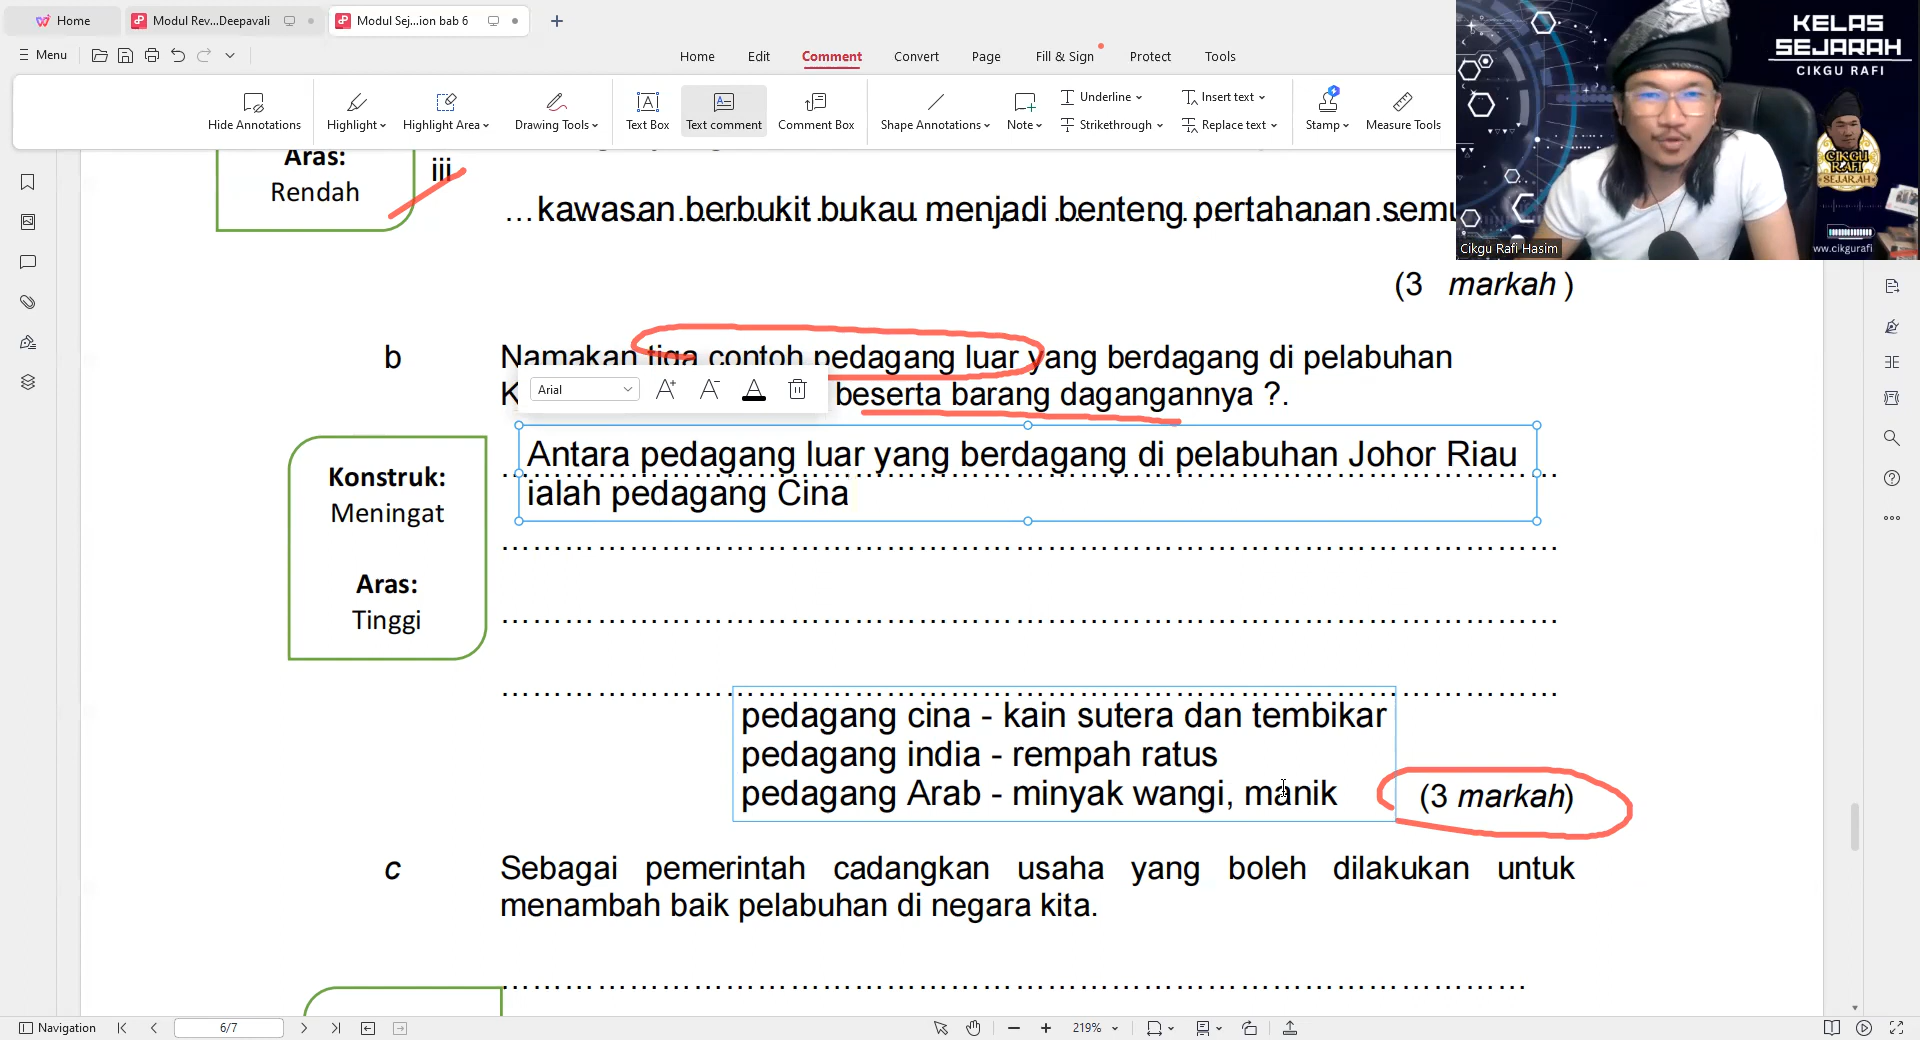 Home
Modul Rev...Deepavali
Modul Sej...ion bab 6
Menu
Home
Edit
Comment
Convert
Page
Fill & Sign
Protect
Tools
Hide Annotations
Highlight
Highlight Area
Drawing Tools
Text Box
Text comment
Comment Box
Shape Annotations
Note
Underline
Strikethrough
Insert text
Replace text
Stamp
Measure Tools
KELAS
SEJARAH
CIKGU RAFI
CIKGU
RAFI
SEJARAH
ww.cikgurafi
Cikgu Rafi Hasim
Aras:
Rendah
iii
kawasan berbukit bukau menjadi benteng pertahanan semu
(3 markah )
b
Namakan tiga contoh pedagang luar yang berdagang di pelabuhan
K
beserta barang dagangannya ?.
Arial
Antara pedagang luar yang berdagang di pelabuhan Johor Riau
ialah pedagang Cina
Konstruk:
Meningat
Aras:
Tinggi
pedagang cina - kain sutera dan tembikar
pedagang india - rempah ratus
pedagang Arab - minyak wangi, manik
(3 markah)
c
Sebagai pemerintah cadangkan usaha yang boleh dilakukan untuk
menambah baik pelabuhan di negara kita.
Navigation
6/7
219%